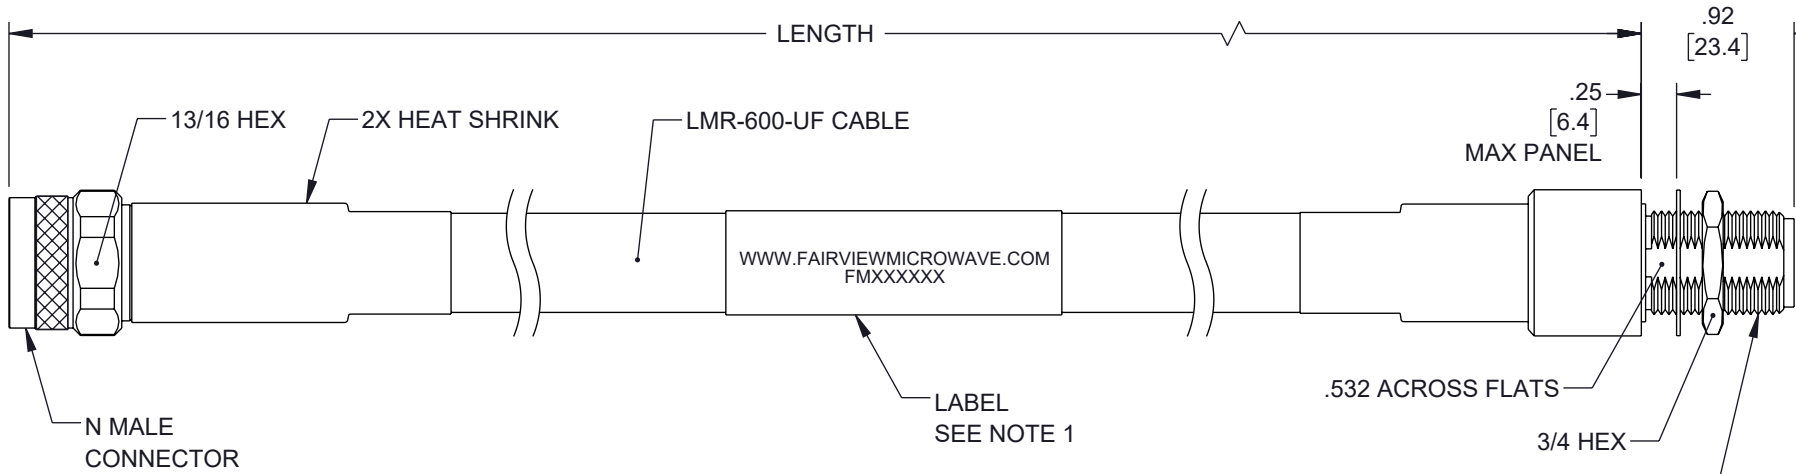 LENGTH
.92
[23.4]
.25
[6.4]
MAX PANEL
13/16 HEX
2X HEAT SHRINK
LMR-600-UF CABLE
WWW.FAIRVIEWMICROWAVE.COM
FMXXXXXX
.532 ACROSS FLATS
LABEL
SEE NOTE 1
N MALE
CONNECTOR
3/4 HEX